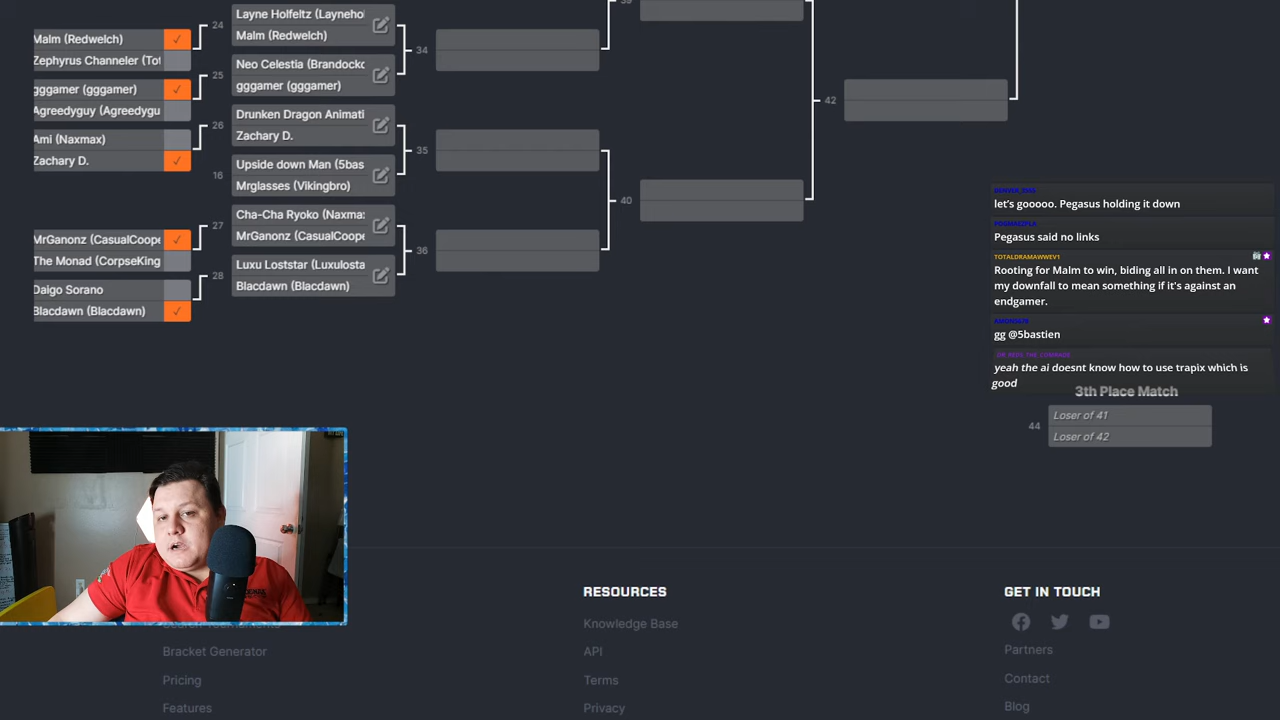 Malm (Redwelch)
Zephyrus Channeler (Tot
gggamer (gggamer)
Agreedyguy (Agreedygu
Ami (Naxmax)
Zachary D.
MrGanonz (CasualCoope
The Monad (CorpseKing
Daigo Sorano
Blacdawn (Blacdawn)
24
25
26
16
27
28
Layne Holfeltz (Layneho
Malm (Redwelch)
Neo Celestia (Brandockc
gggamer (gggamer)
Drunken Dragon Animati
Zachary D.
Upside down Man (5bas
Mrglasses (Vikingbro)
Cha-Cha Ryoko (Naxma
MrGanonz (CasualCoope
Luxu Loststar (Luxulosta
Blacdawn (Blacdawn)
34
35
36
39
40
42
let's gooooo. Pegasus holding it down
Pegasus said no links
TOTALDRAMAWWEV1
Rooting for Malm to win, biding all in on them. I want
my downfall to mean something if it's against an
endgamer.
gg @5bastien
yeah the ai doesnt know how to use trapix which is
good
3th Place Match
44
Loser of 41
Loser of 42
Bracket Generator
Pricing
Features
RESOURCES
Knowledge Base
API
Terms
Privacy
GET IN TOUCH
Partners
Contact
Blog